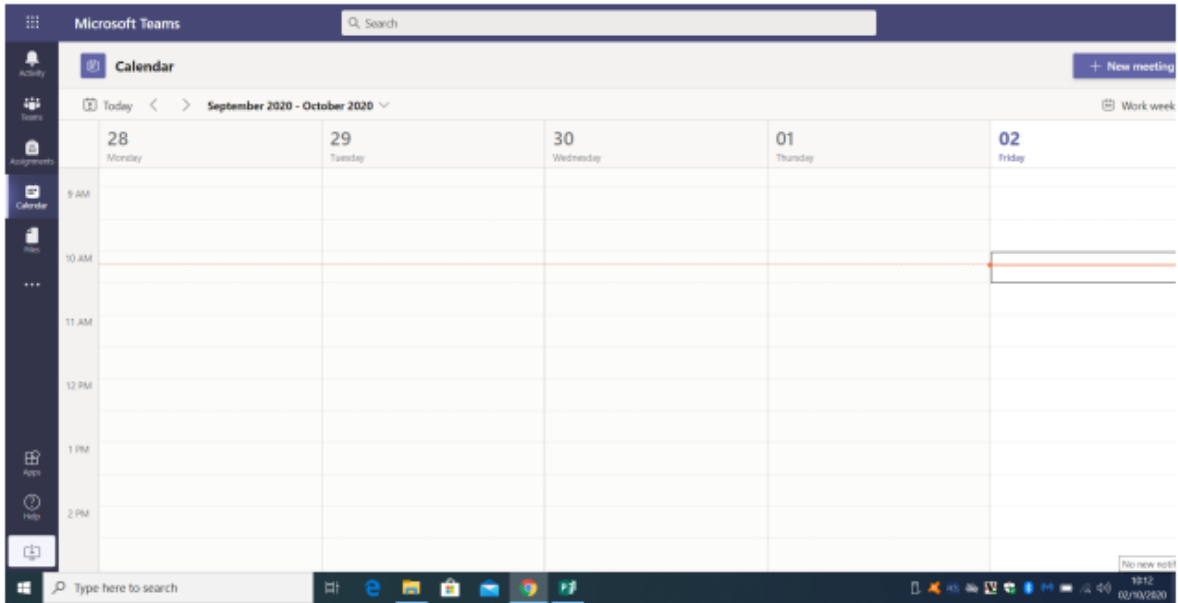 Microsoft Teams
Search
Activity
Calendar
+ New meeting
Teams
Today < > September 2020 - October 2020
Work week
28 29 30 01 02
Monday Tuesday Wednesday Thursday Friday
Assignments
Calendar
9 AM
Files
10 AM
11 AM
12 PM
1 PM
Apps
Help
2 PM
No new notif
Type here to search
10:12
02/10/2020